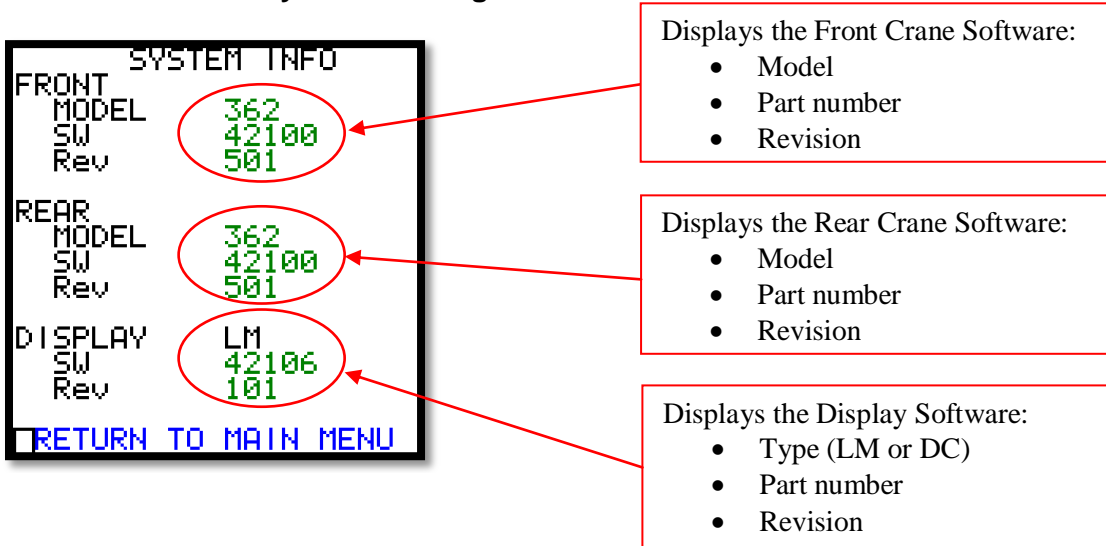 SYSTEM INFO
FRONT
MODEL 362
SW 42100
Rev 501
REAR
MODEL 362
SW 42100
Rev 501
DISPLAY LM
SW 42106
Rev 101
RETURN TO MAIN MENU
Displays the Front Crane Software:
• Model
• Part number
• Revision
Displays the Rear Crane Software:
• Model
• Part number
• Revision
Displays the Display Software:
• Type (LM or DC)
• Part number
• Revision